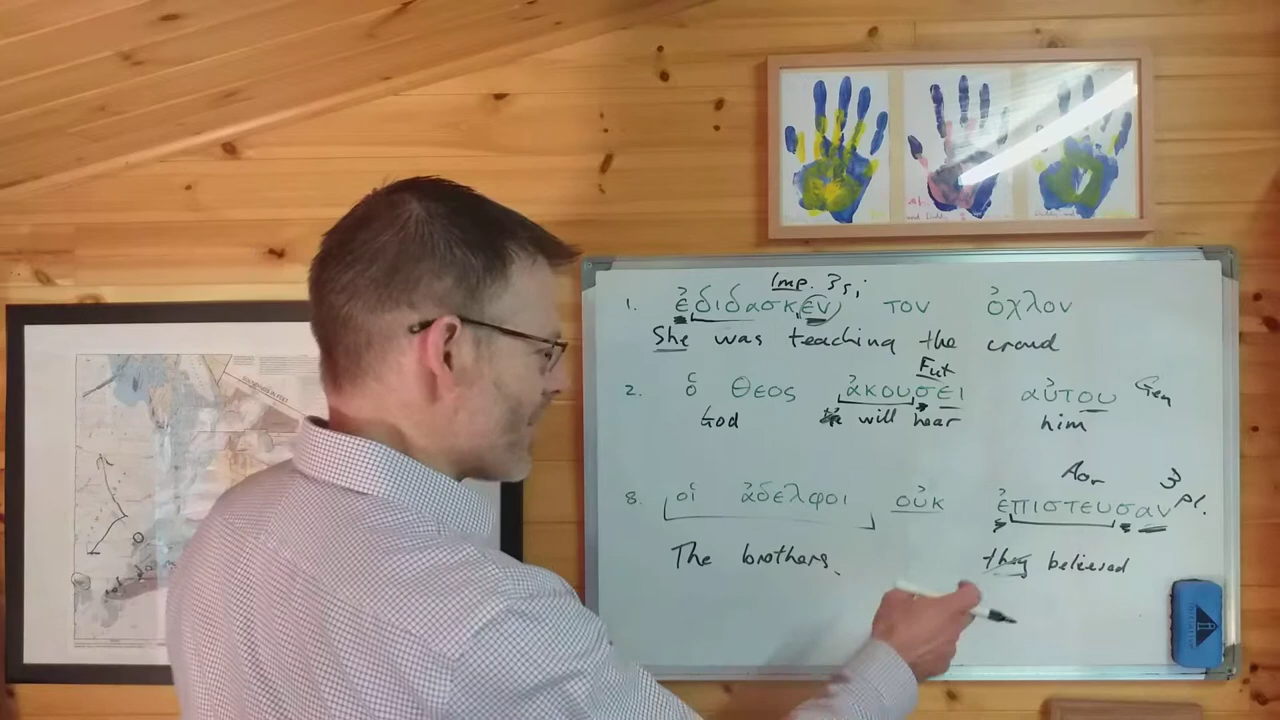 Imp. 3s,
1. ἐδιδασκεν τον ὀχλον
She was teaching the crowd
Fut
2. ὁ Θεος ἀκουσει αὐτου Gen
God will hear him
Aor 3 pl.
8. οἱ ἀδελφοι οὐκ ἐπιστευσαν
The brothers they believed